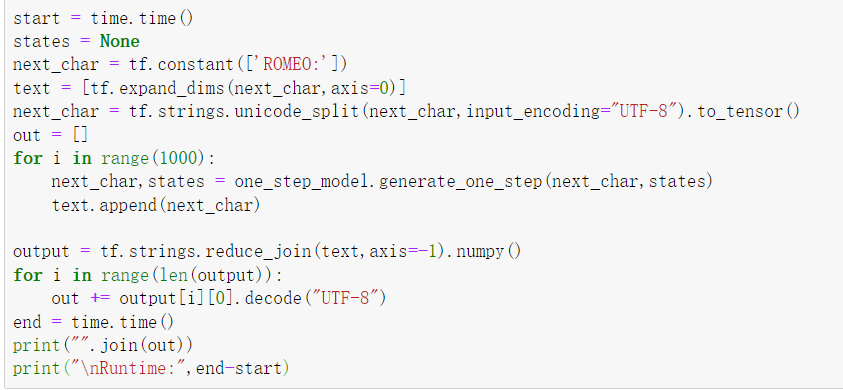 start = time.time()
states = None
next_char = tf.constant(['ROMEO:'])
text = [tf.expand_dims(next_char,axis=0)]
next_char = tf.strings.unicode_split(next_char,input_encoding="UTF-8").to_tensor()
out = []
for i in range(1000):
    next_char,states = one_step_model.generate_one_step(next_char,states)
    text.append(next_char)

output = tf.strings.reduce_join(text,axis=-1).numpy()
for i in range(len(output)):
    out += output[i][0].decode("UTF-8")
end = time.time()
print("".join(out))
print("\nRuntime:",end-start)